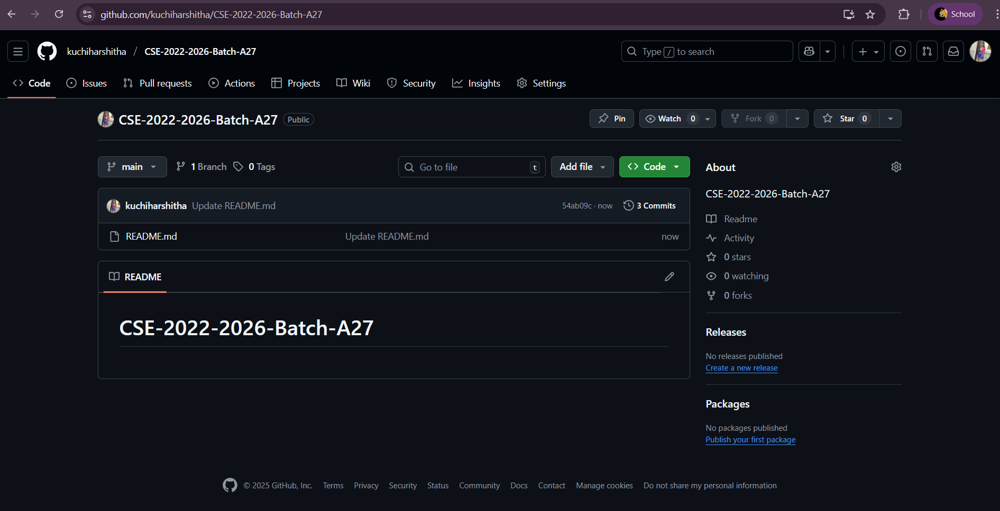 github.com/kuchiharshitha/CSE-2022-2026-Batch-A27
School
kuchiharshitha / CSE-2022-2026-Batch-A27
Type / to search
Code Issues Pull requests Actions Projects Wiki Security Insights Settings
CSE-2022-2026-Batch-A27 Public
Pin Watch 0 Fork 0 Star 0
main 1 Branch 0 Tags
Go to file t Add file Code
About
CSE-2022-2026-Batch-A27
kuchiharshitha Update README.md 54ab09c · now 3 Commits
README.md Update README.md now
Readme
Activity
0 stars
0 watching
0 forks
README
CSE-2022-2026-Batch-A27
Releases
No releases published
Create a new release
Packages
No packages published
Publish your first package
© 2025 GitHub, Inc. Terms Privacy Security Status Community Docs Contact Manage cookies Do not share my personal information